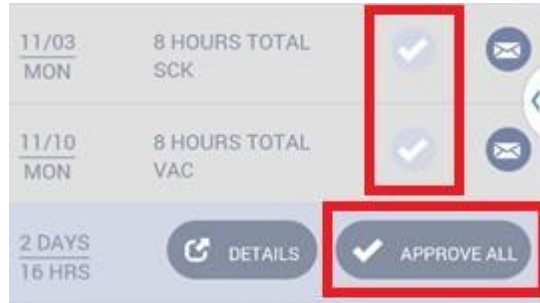 11/03
MON
8 HOURS TOTAL
SCK
11/10
MON
8 HOURS TOTAL
VAC
2 DAYS
16 HRS
DETAILS
APPROVE ALL